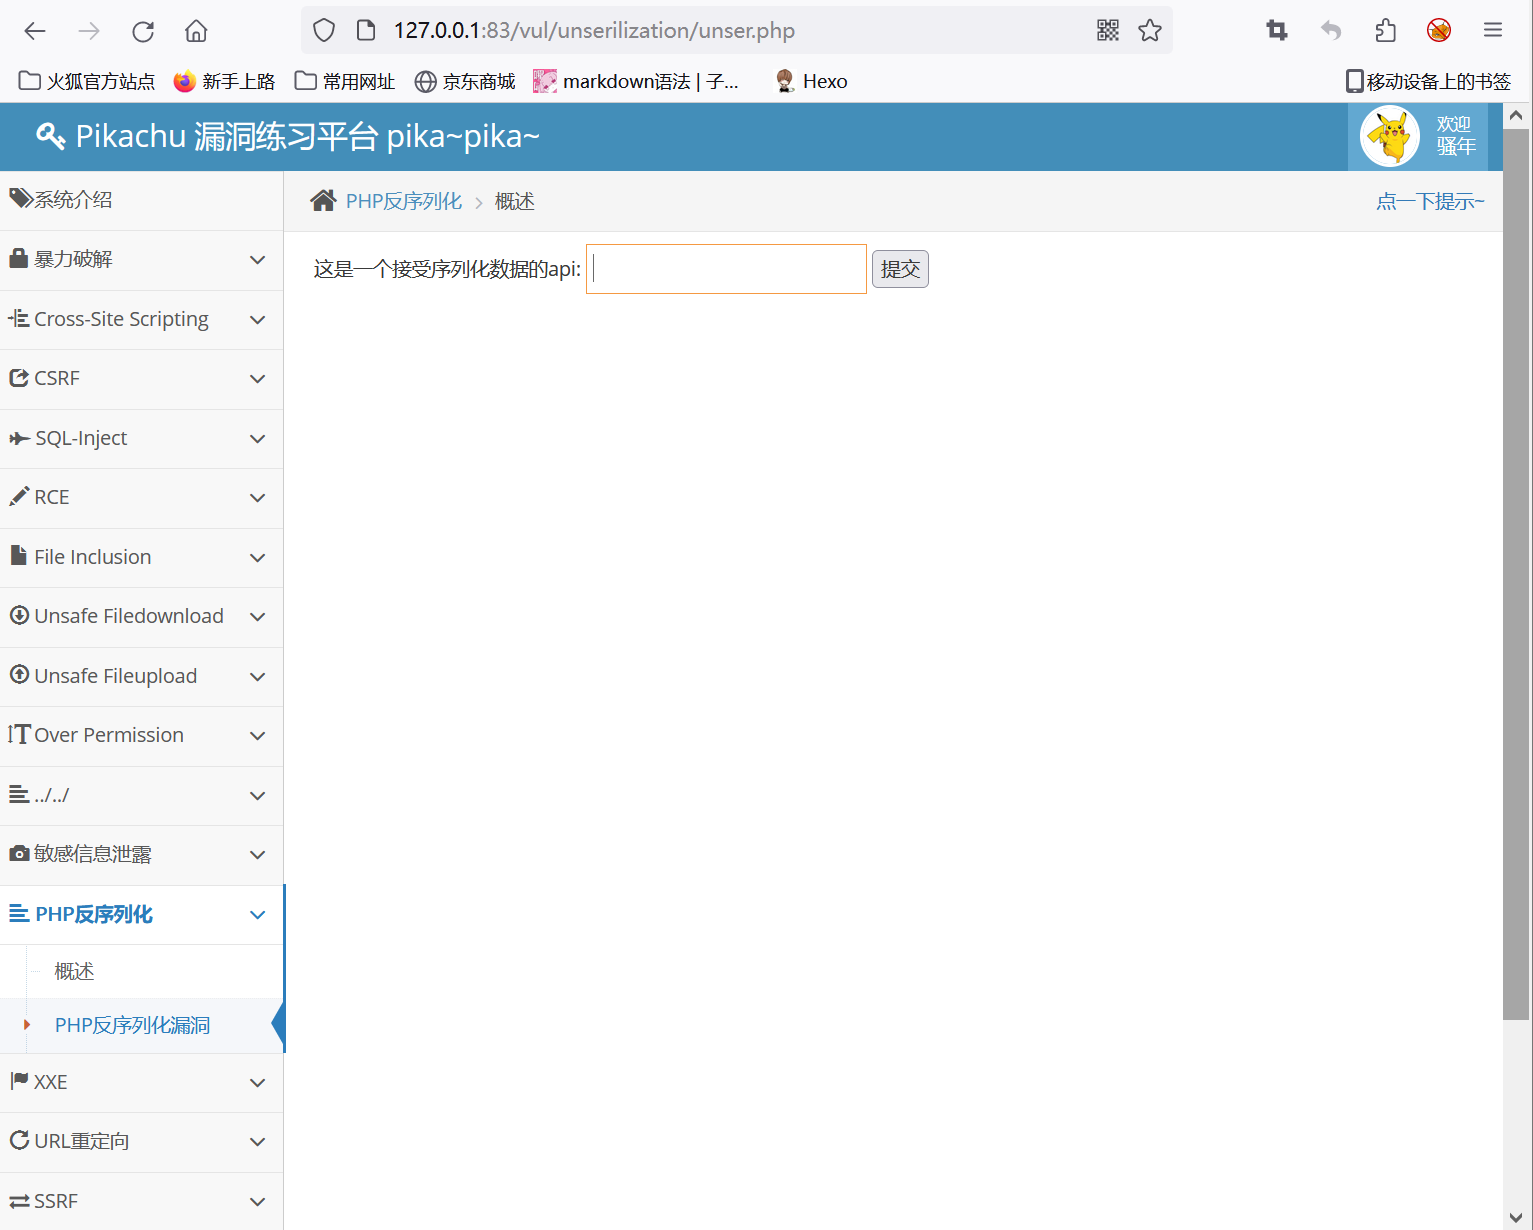 127.0.0.1:83/vul/unserilization/unser.php
火狐官方站点 新手上路 常用网址 京东商城 markdown语法 | 子... Hexo 移动设备上的书签
Pikachu 漏洞练习平台 pika~pika~
欢迎
骚年
系统介绍
PHP反序列化 > 概述 点一下提示~
暴力破解
这是一个接受序列化数据的api: 提交
Cross-Site Scripting
CSRF
SQL-Inject
RCE
File Inclusion
Unsafe Filedownload
Unsafe Fileupload
Over Permission
../../
敏感信息泄露
PHP反序列化
概述
PHP反序列化漏洞
XXE
URL重定向
SSRF